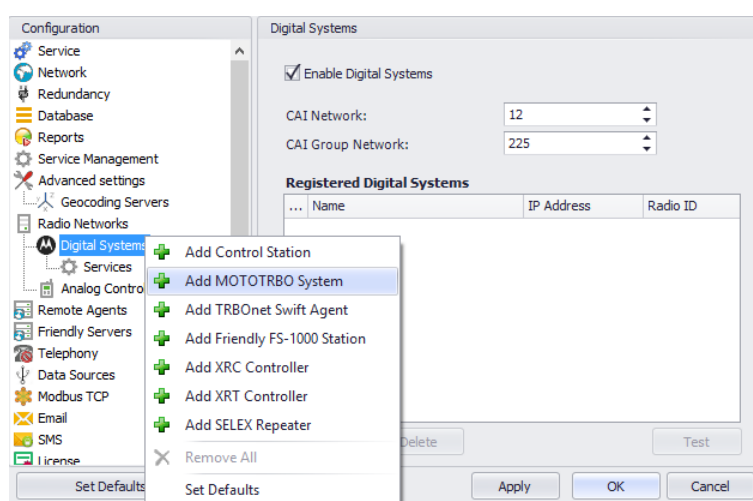 Configuration
Service
Network
Redundancy
Database
Reports
Service Management
Advanced settings
Geocoding Servers
Radio Networks
Digital Systems
Services
Analog Contro
Remote Agents
Friendly Servers
Telephony
Data Sources
Modbus TCP
Email
SMS
License
Set Defaults
Add Control Station
Add MOTOTRBO System
Add TRBOnet Swift Agent
Add Friendly FS-1000 Station
Add XRC Controller
Add XRT Controller
Add SELEX Repeater
Remove All
Set Defaults
Digital Systems
Enable Digital Systems
CAI Network: 12
CAI Group Network: 225
Registered Digital Systems
... Name IP Address Radio ID
Delete Test
Apply OK Cancel